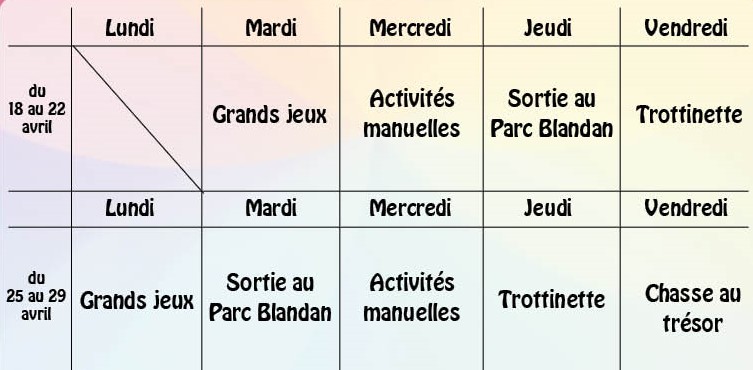 Lundi Mardi Mercredi Jeudi Vendredi
du
18 au 22
avril
Grands jeux
Activités
manuelles
Sortie au
Parc Blandan
Trottinette
Lundi Mardi Mercredi Jeudi Vendredi
du
25 au 29
avril
Grands jeux
Sortie au
Parc Blandan
Activités
manuelles
Trottinette
Chasse au
trésor